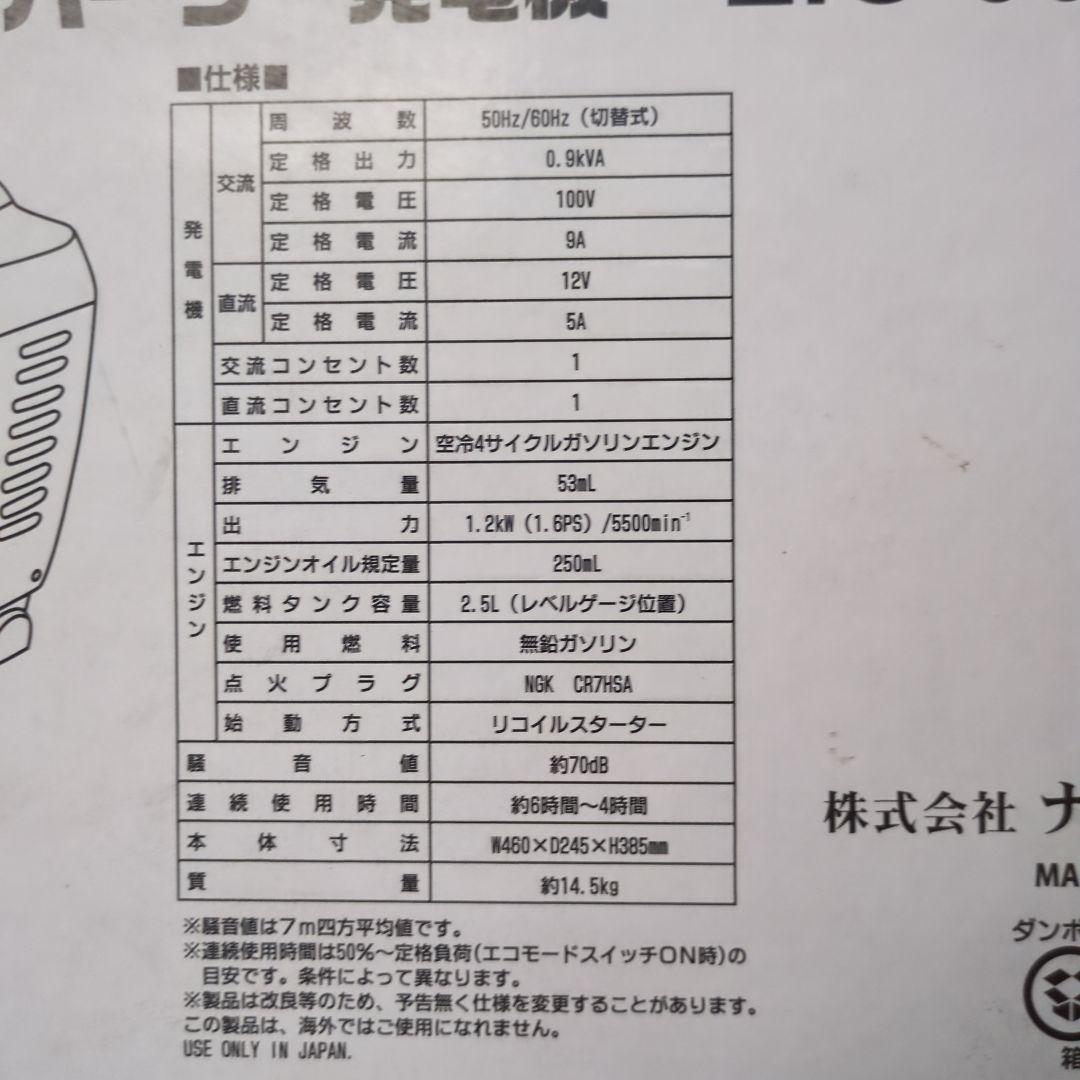 発電機
■仕様■
発電機
交流
周波数 50Hz/60Hz（切替式）
定格出力 0.9kVA
定格電圧 100V
定格電流 9A
直流
定格電圧 12V
定格電流 5A
交流コンセント数 1
直流コンセント数 1
エンジン
エンジン 空冷4サイクルガソリンエンジン
排気量 53mL
出力 1.2kW（1.6PS）/5500min⁻¹
エンジンオイル規定量 250mL
燃料タンク容量 2.5L（レベルゲージ位置）
使用燃料 無鉛ガソリン
点火プラグ NGK CR7HSA
始動方式 リコイルスターター
騒音値 約70dB
連続使用時間 約6時間～4時間
本体寸法 W460×D245×H385mm
質量 約14.5kg
※騒音値は7m四方平均値です。
※連続使用時間は50%～定格負荷(エコモードスイッチON時)の
目安です。条件によって異なります。
※製品は改良等のため、予告無く仕様を変更することがあります。
この製品は、海外ではご使用になれません。
USE ONLY IN JAPAN.
株式会社 ナ
MA
ダンボ
箱